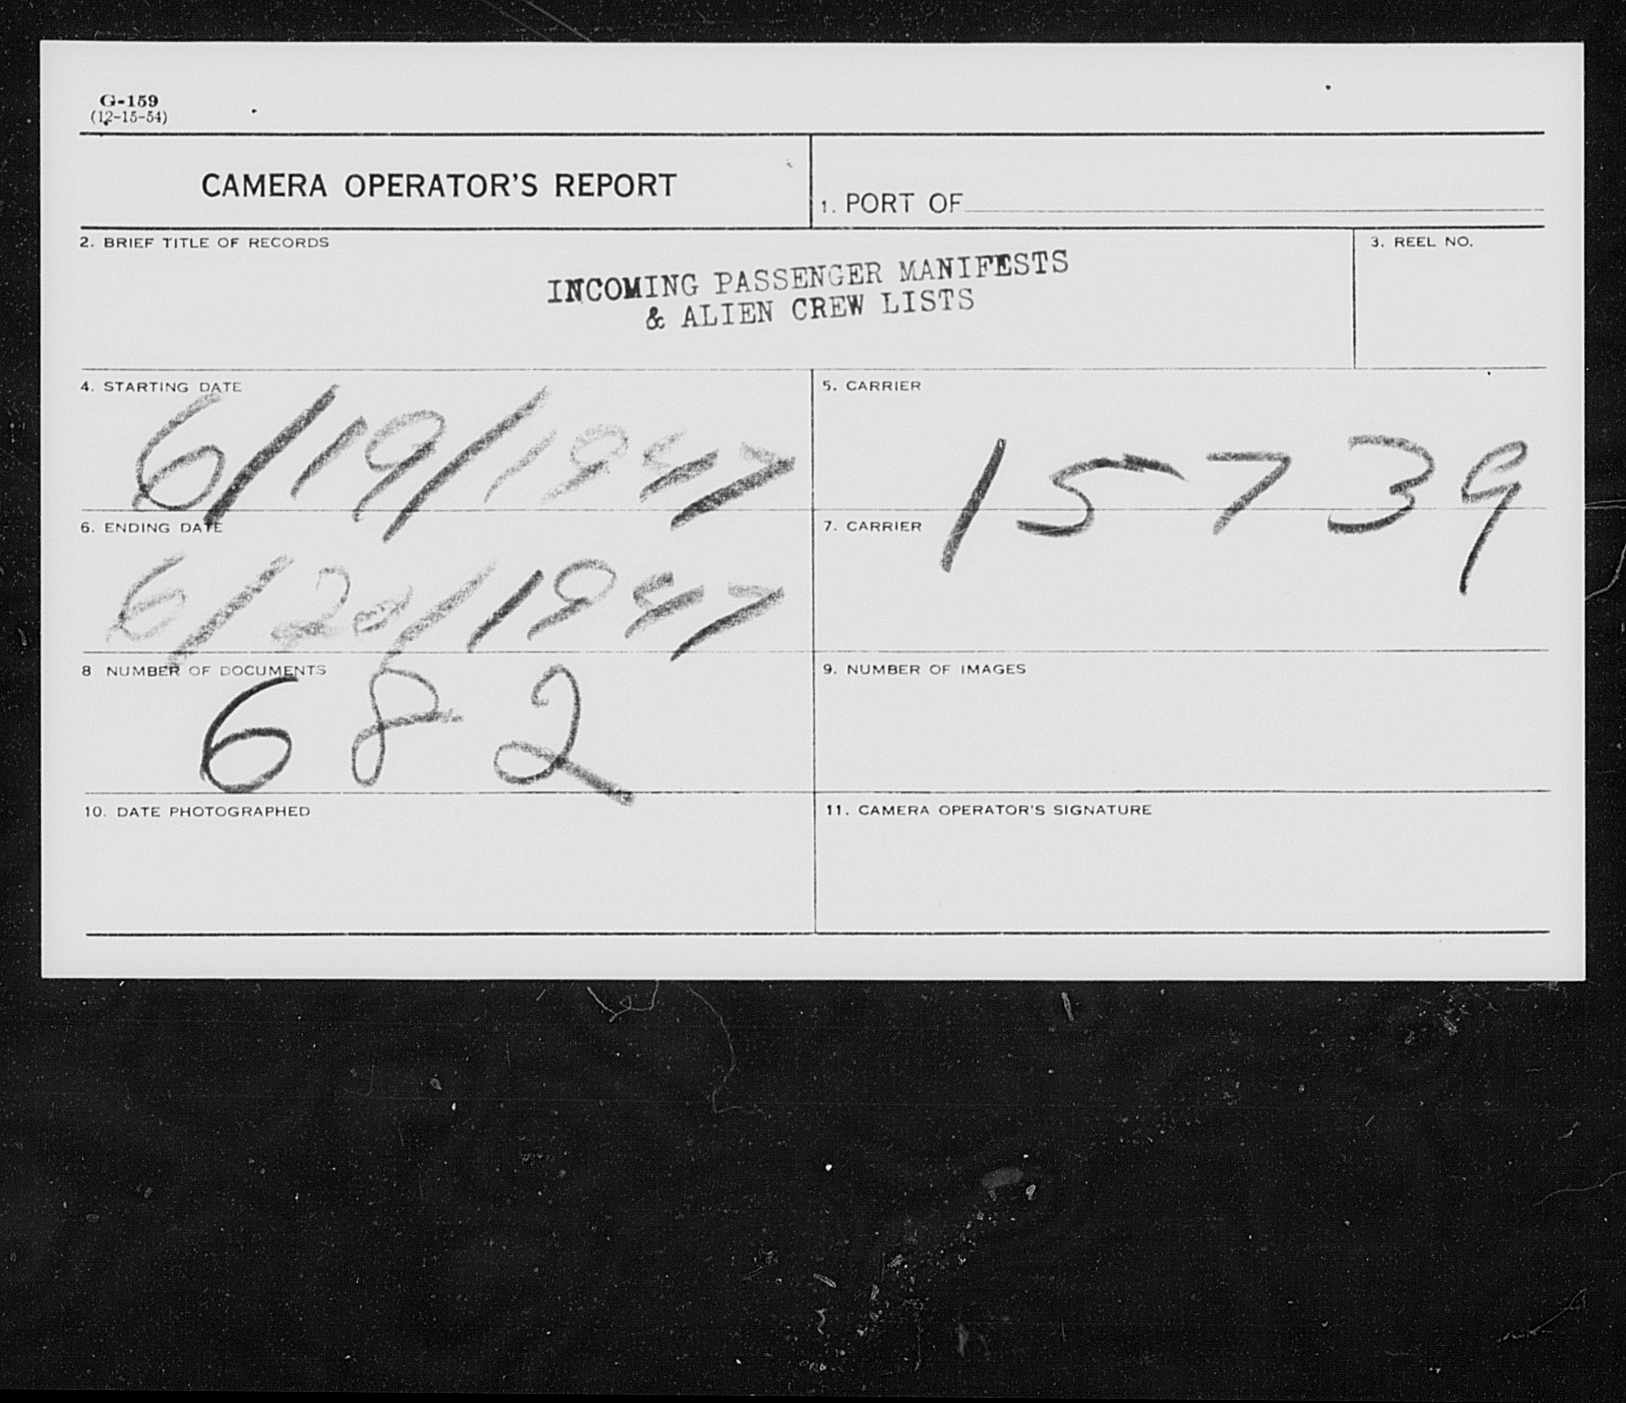 G-159
(12-15-54)
CAMERA OPERATOR'S REPORT
1. PORT OF
2. BRIEF TITLE OF RECORDS
INCOMING PASSENGER MANIFESTS
& ALIEN CREW LISTS
3. REEL NO.
4. STARTING DATE
6/19/1947
5. CARRIER
15739
6. ENDING DATE
6/20/1947
7. CARRIER
8 NUMBER OF DOCUMENTS
682
9. NUMBER OF IMAGES
10. DATE PHOTOGRAPHED
11. CAMERA OPERATOR'S SIGNATURE